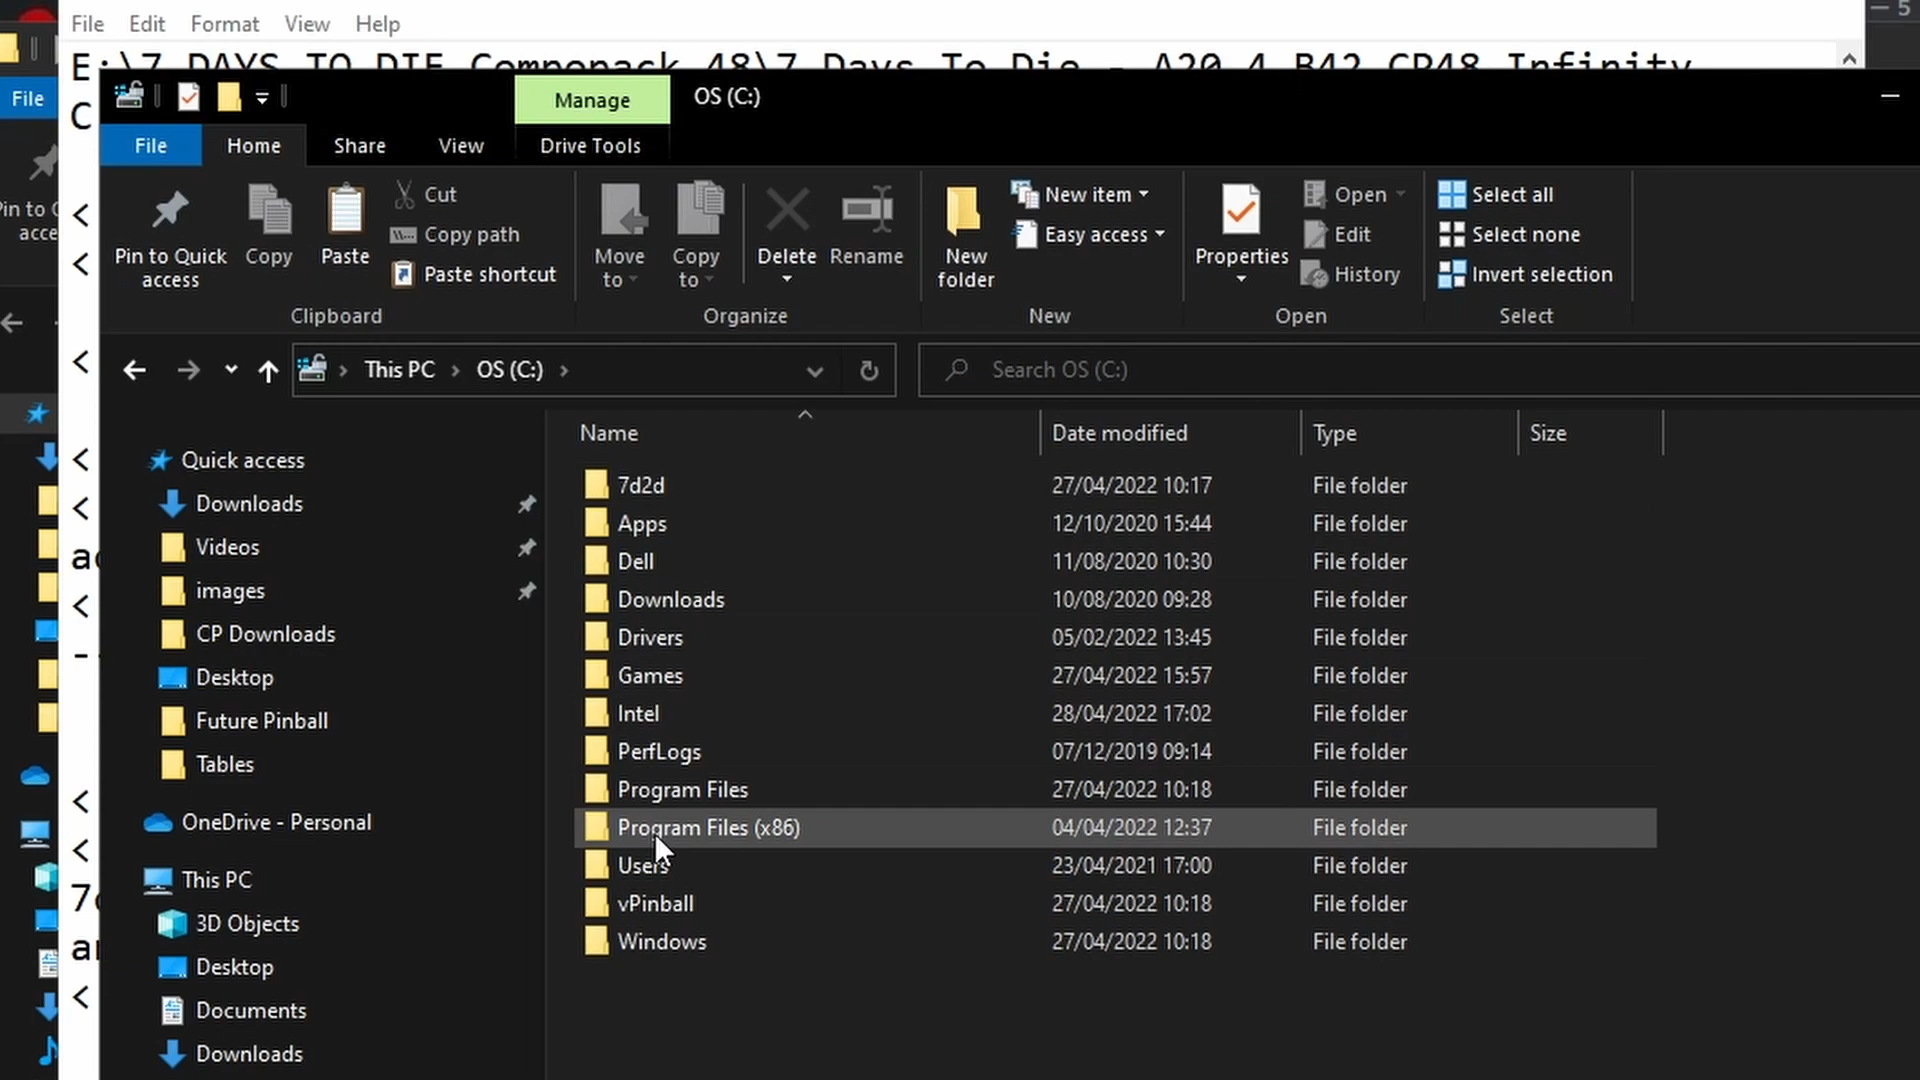 File Edit Format View Help
E:\7 DAYS TO DIE Compopack 48\7 Days To Die - A20.4 B42 CP48 Infinity
C
File
Pin to
acce
Manage
OS (C:)
File Home Share View Drive Tools
Pin to Quick access
Copy
Paste
Cut
Copy path
Paste shortcut
Clipboard
Move to
Copy to
Delete
Rename
Organize
New folder
New item
Easy access
New
Properties
Open
Edit
History
Open
Select all
Select none
Invert selection
Select
This PC > OS (C:) >
Search OS (C:)
Quick access
Downloads
Videos
images
CP Downloads
Desktop
Future Pinball
Tables
OneDrive - Personal
This PC
3D Objects
Desktop
Documents
Downloads
Name Date modified Type Size
7d2d 27/04/2022 10:17 File folder
Apps 12/10/2020 15:44 File folder
Dell 11/08/2020 10:30 File folder
Downloads 10/08/2020 09:28 File folder
Drivers 05/02/2022 13:45 File folder
Games 27/04/2022 15:57 File folder
Intel 28/04/2022 17:02 File folder
PerfLogs 07/12/2019 09:14 File folder
Program Files 27/04/2022 10:18 File folder
Program Files (x86) 04/04/2022 12:37 File folder
Users 23/04/2021 17:00 File folder
vPinball 27/04/2022 10:18 File folder
Windows 27/04/2022 10:18 File folder